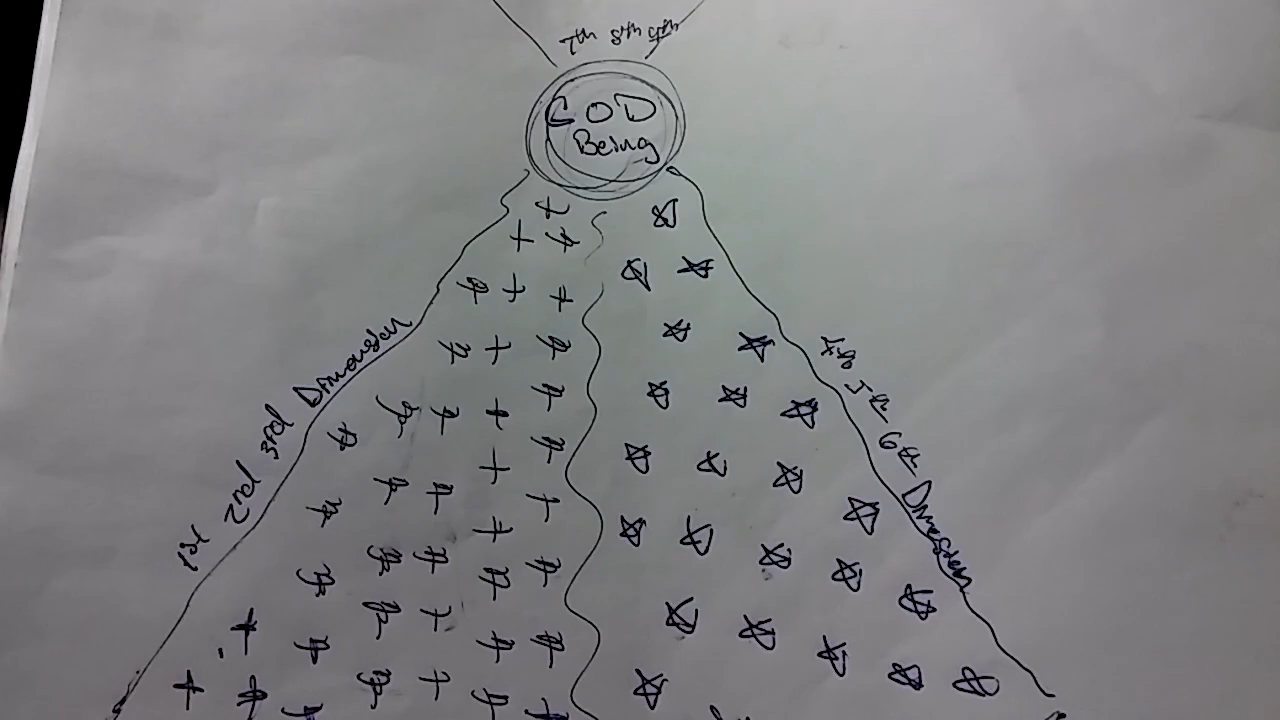 7th 8th 9th
GOD
Being
1st 2nd 3rd Dimension
4th 5th 6th Dimension